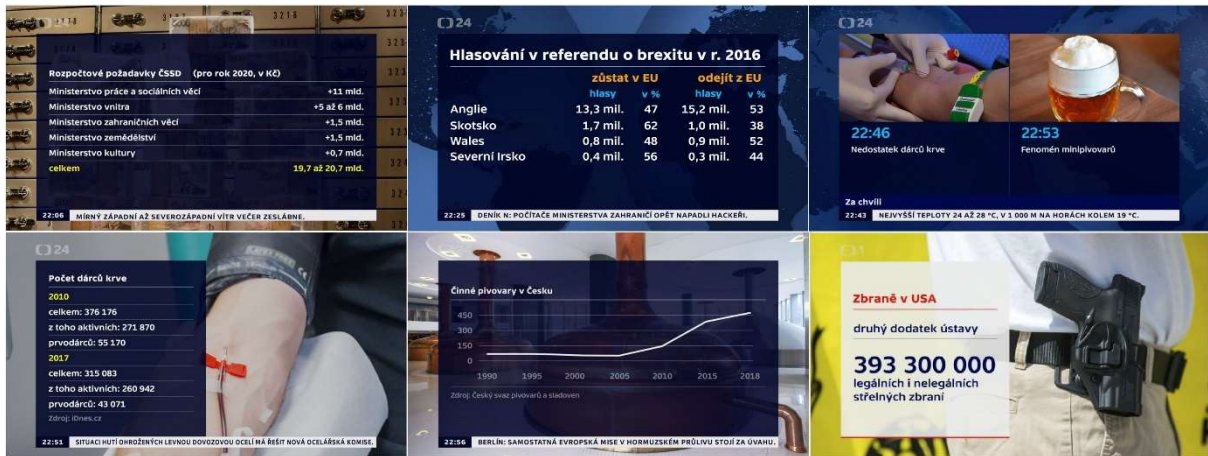 24
Rozpočtové požadavky ČSSD (pro rok 2020, v Kč)
Ministerstvo práce a sociálních věcí +11 mld.
Ministerstvo vnitra +5 až 6 mld.
Ministerstvo zahraničních věcí +1,5 mld.
Ministerstvo zemědělství +1,5 mld.
Ministerstvo kultury +0,7 mld.
celkem 19,7 až 20,7 mld.
22:06 MÍRNÝ ZÁPADNÍ AŽ SEVEROZÁPADNÍ VÍTR VEČER ZESLÁBNE.
24
Hlasování v referendu o brexitu v r. 2016
zůstat v EU odejít z EU
hlasy v % hlasy v %
Anglie 13,3 mil. 47 15,2 mil. 53
Skotsko 1,7 mil. 62 1,0 mil. 38
Wales 0,8 mil. 48 0,9 mil. 52
Severní Irsko 0,4 mil. 56 0,3 mil. 44
22:25 DENÍK N: POČÍTAČE MINISTERSTVA ZAHRANIČÍ OPĚT NAPADLI HACKEŘI.
24
22:46 22:53
Nedostatek dárců krve Fenomén minipivovarů
Za chvíli
22:43 NEJVYŠŠÍ TEPLOTY 24 AŽ 28 °C, V 1 000 M NA HORÁCH KOLEM 19 °C.
24
Počet dárců krve
2010
celkem: 376 176
z toho aktivních: 271 870
prvodárců: 55 170
2017
celkem: 315 083
z toho aktivních: 260 942
prvodárců: 43 071
Zdroj: iDnes.cz
22:51 SITUACI HUTÍ OHROŽENÝCH LEVNOU DOVOZOVOU OCELÍ MÁ ŘEŠIT NOVÁ OCELÁŘSKÁ KOMISE.
24
Činné pivovary v Česku
450
300
150
0
1990 1995 2000 2005 2010 2015 2018
Zdroj: Český svaz pivovarů a sladoven
22:56 BERLÍN: SAMOSTATNÁ EVROPSKÁ MISE V HORMUZSKÉM PRŮLIVU STOJÍ ZA ÚVAHU.
1
Zbraně v USA
druhý dodatek ústavy
393 300 000
legálních i nelegálních
střelných zbraní